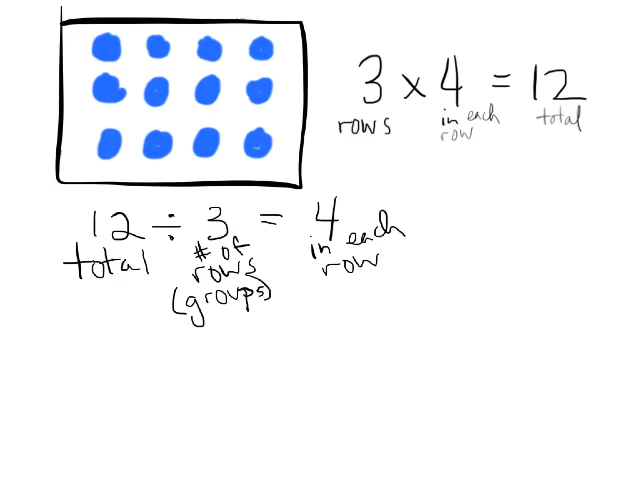 3 × 4 = 12
rows in each row total
12 ÷ 3 = 4
total # of rows (groups) in each row